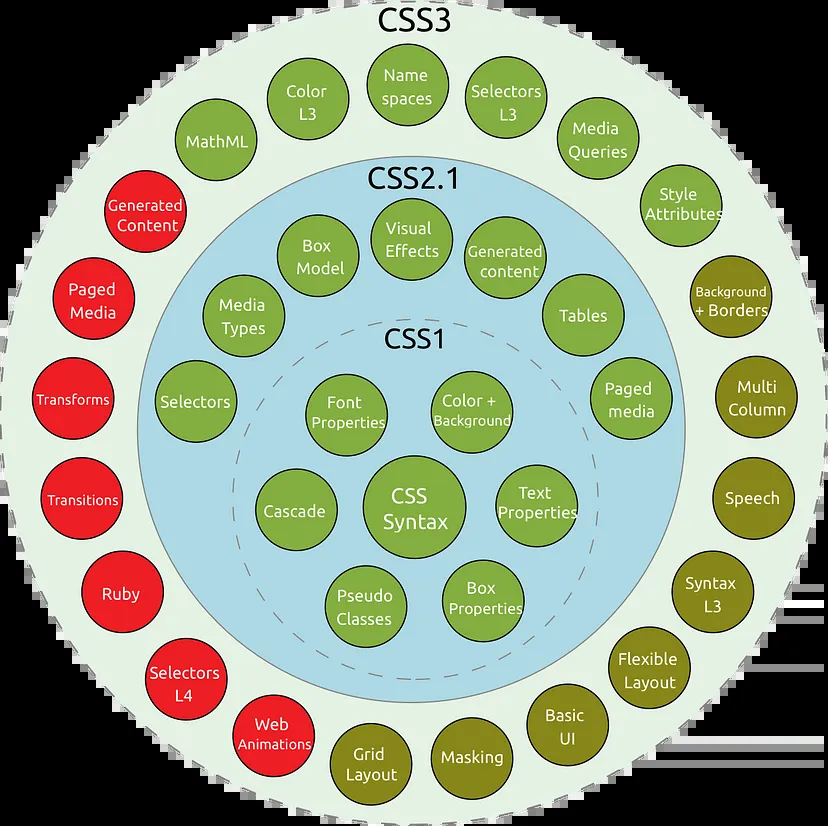 CSS3
Name
spaces
Selectors
L3
Media
Queries
Style
Attributes
Background
+ Borders
Multi
Column
Speech
Syntax
L3
Flexible
Layout
Basic
UI
Masking
Grid
Layout
Web
Animations
Selectors
L4
Ruby
Transitions
Transforms
Paged
Media
Generated
Content
MathML
Color
L3
CSS2.1
Selectors
Media
Types
Box
Model
Visual
Effects
Generated
content
Tables
Paged
media
CSS1
Font
Properties
Color +
Background
Cascade
CSS
Syntax
Text
Properties
Pseudo
Classes
Box
Properties